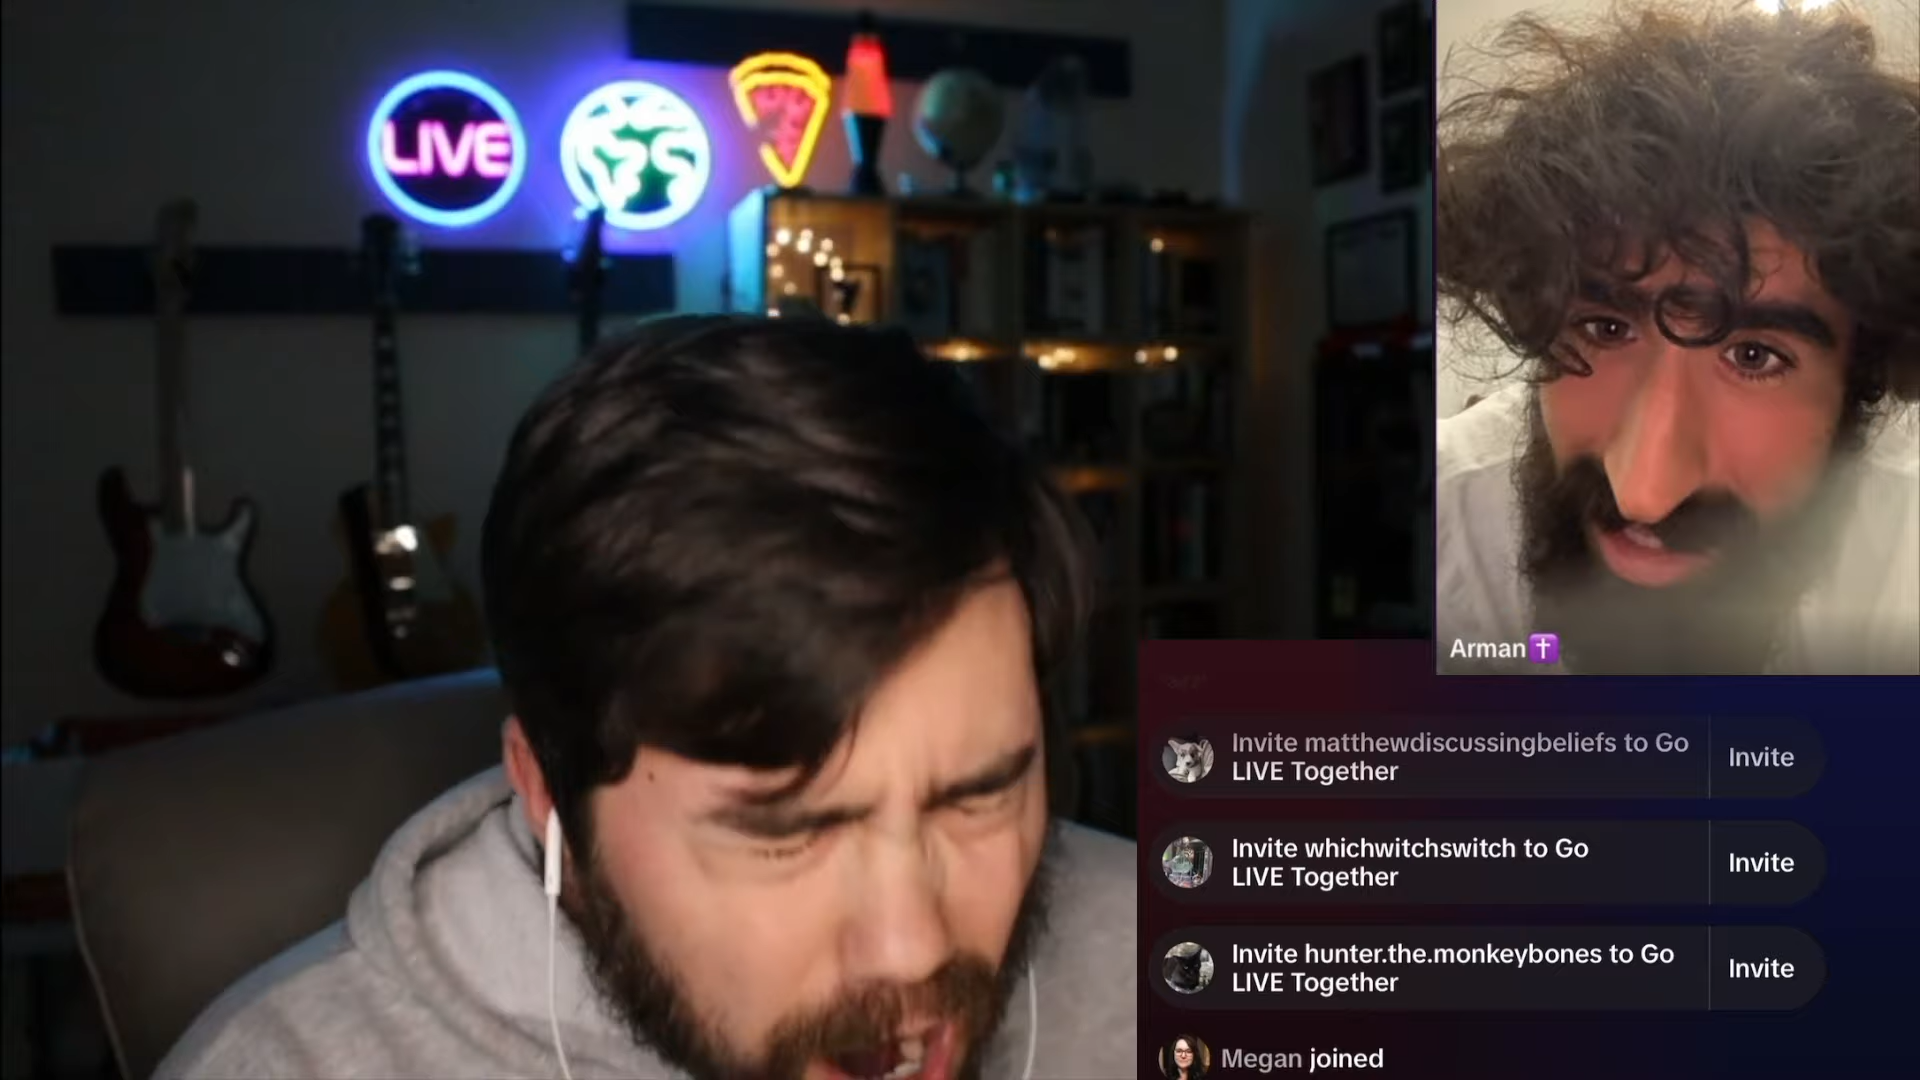 LIVE
Arman
Invite matthewdiscussingbeliefs to Go
LIVE Together
Invite
Invite whichwitchswitch to Go
LIVE Together
Invite
Invite hunter.the.monkeybones to Go
LIVE Together
Invite
Megan joined